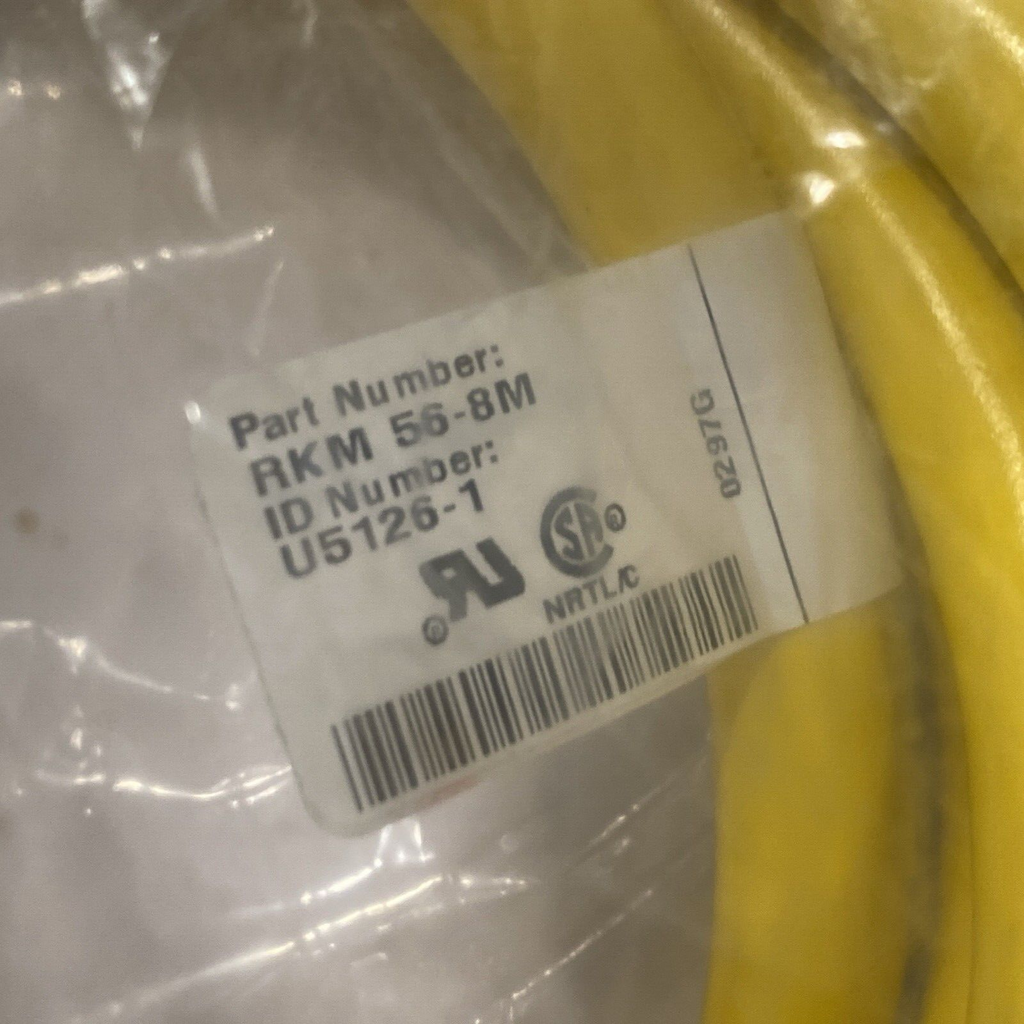 Part Number:
RKM 56-8M
ID Number:
U5126-1
NRTL/C
0297G